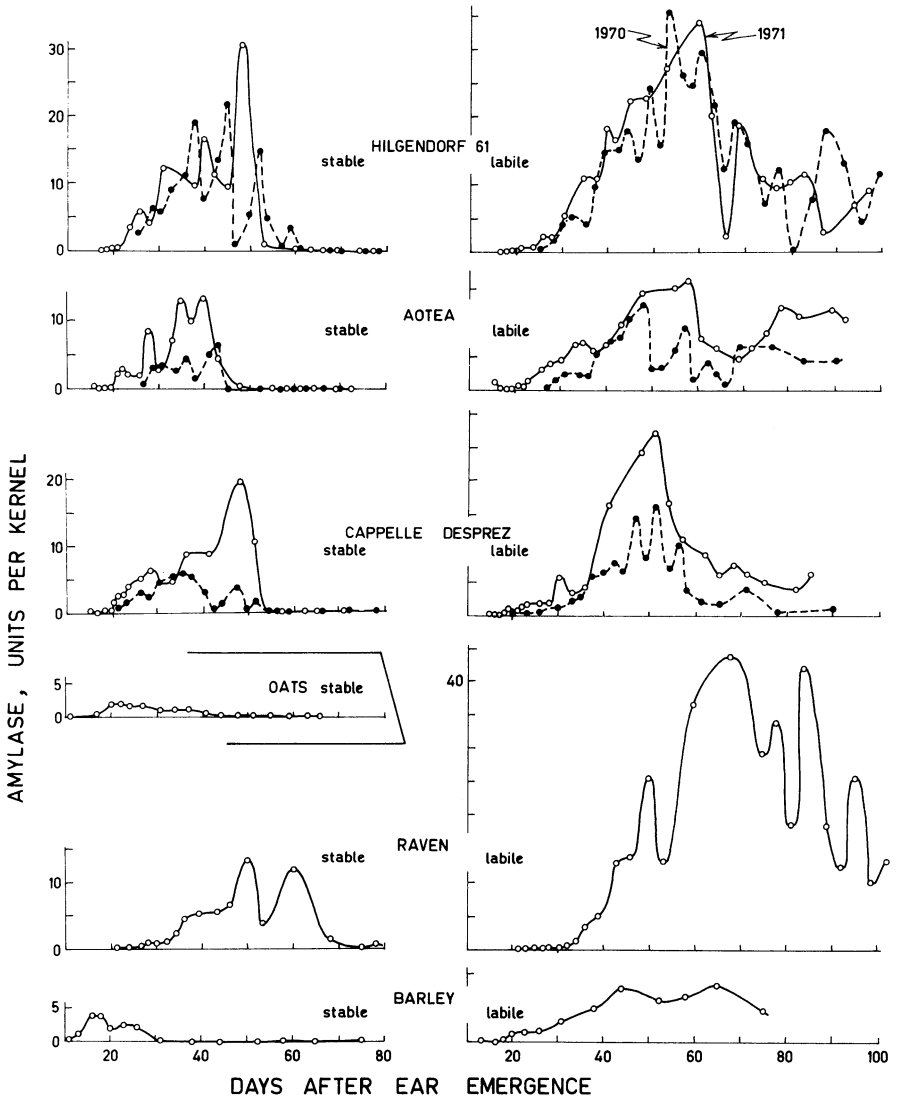 1970
1971
30
20
10
0
HILGENDORF 61
stable
labile
10
0
AOTEA
stable
labile
20
10
0
CAPPELLE DESPREZ
stable
labile
5
0
OATS stable
40
RAVEN
10
0
stable
labile
BARLEY
5
0
stable
labile
20
40
60
80
20
40
60
80
100
AMYLASE, UNITS PER KERNEL
DAYS AFTER EAR EMERGENCE